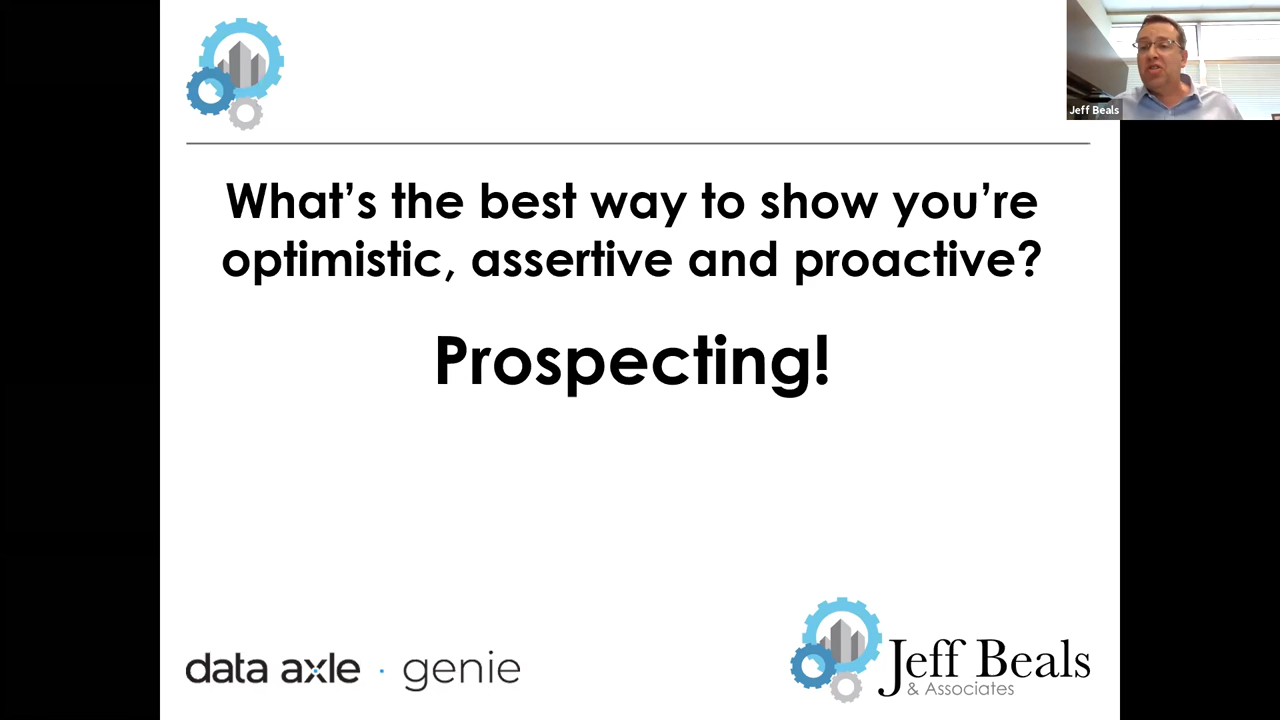 Jeff Beals
What's the best way to show you're
optimistic, assertive and proactive?
Prospecting!
data axle · genie
Jeff Beals
& Associates